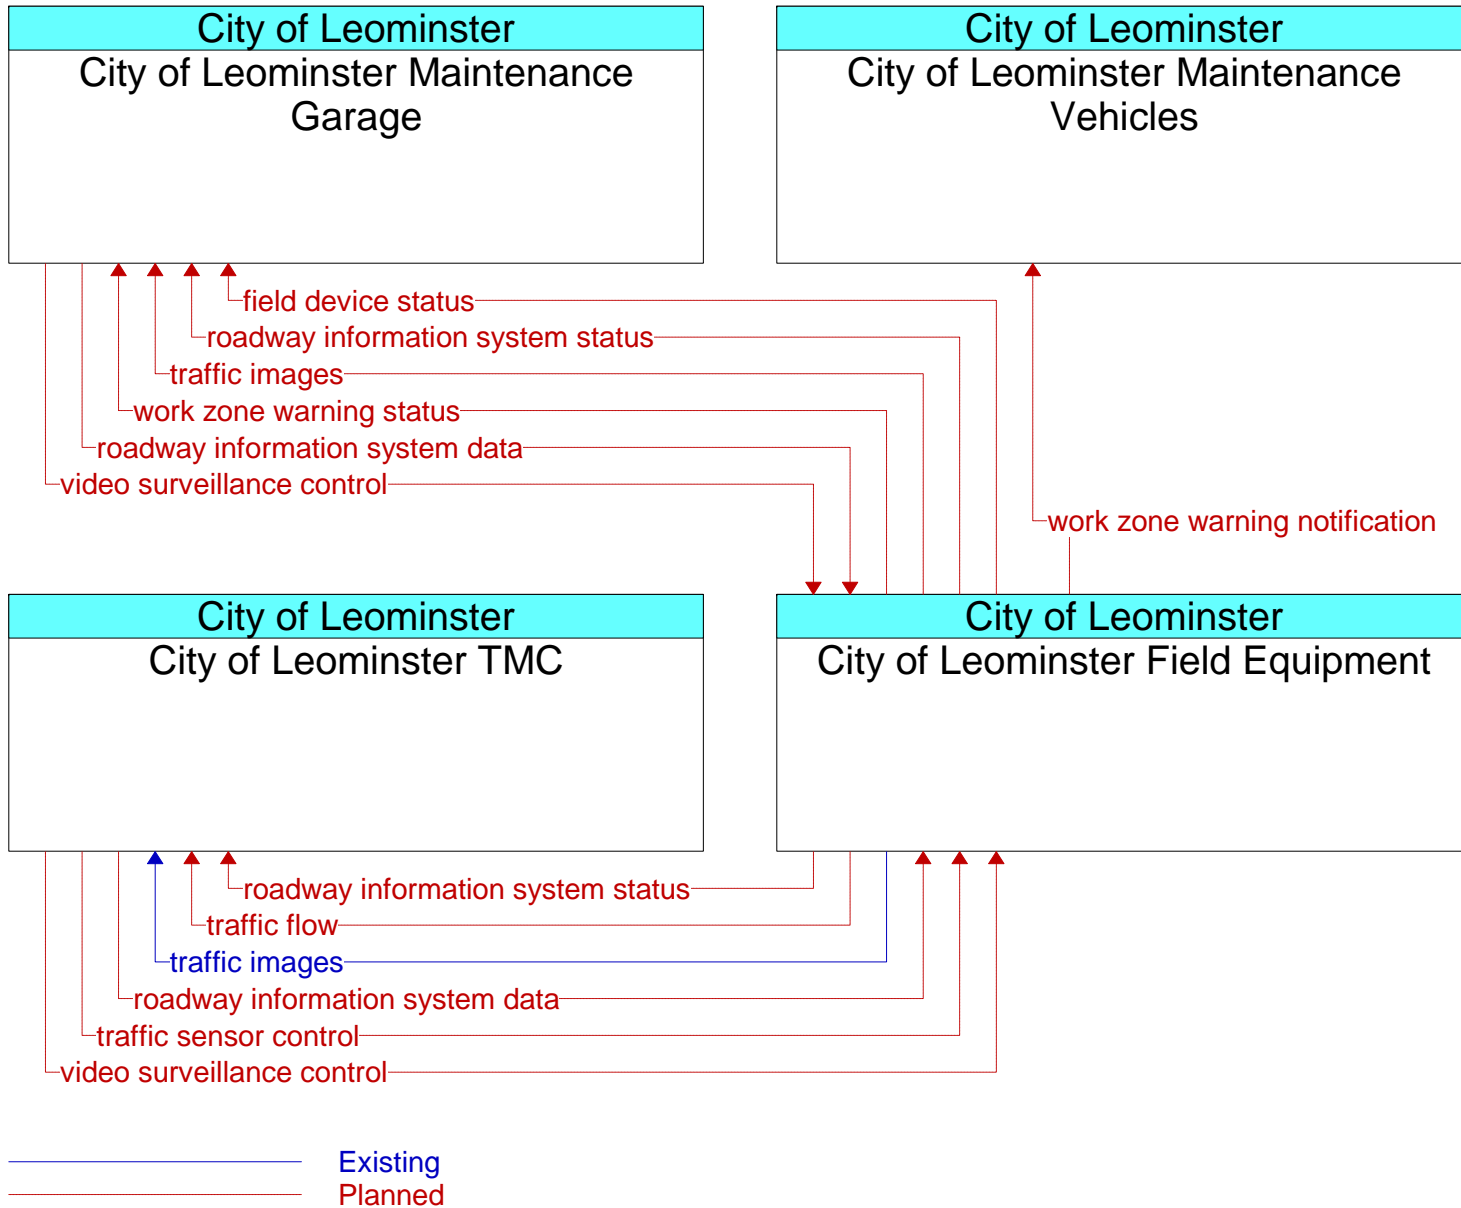 City of Leominster
City of Leominster Maintenance
Garage
City of Leominster
City of Leominster Maintenance
Vehicles
field device status
roadway information system status
traffic images
work zone warning status
roadway information system data
video surveillance control
work zone warning notification
City of Leominster
City of Leominster TMC
City of Leominster
City of Leominster Field Equipment
roadway information system status
traffic flow
traffic images
roadway information system data
traffic sensor control
video surveillance control
Existing
Planned